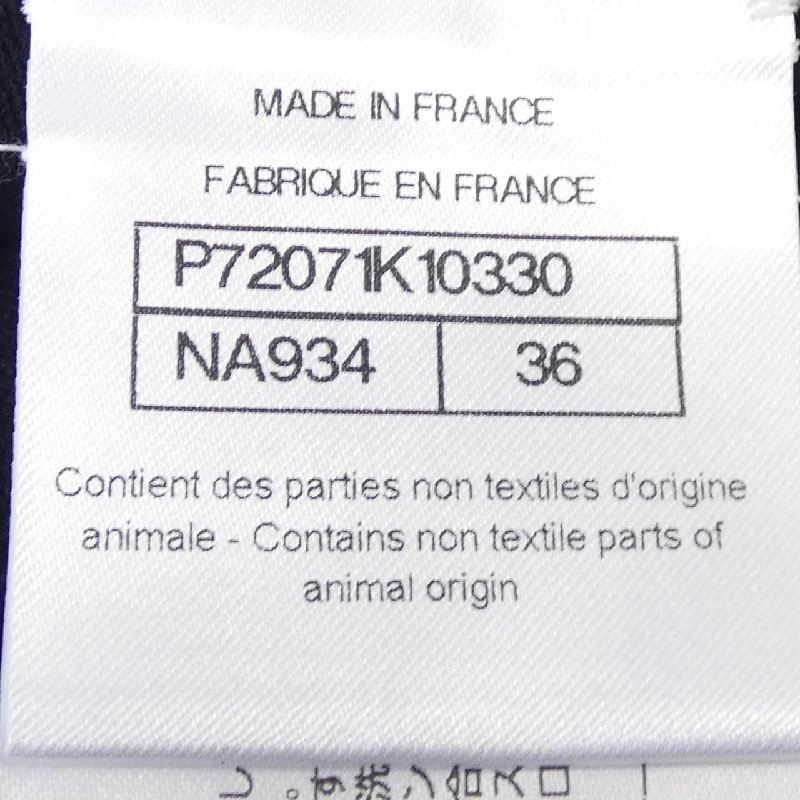 MADE IN FRANCE
FABRIQUE EN FRANCE
P72071K10330
NA934 36
Contient des parties non textiles d'origine
animale - Contains non textile parts of
animal origin